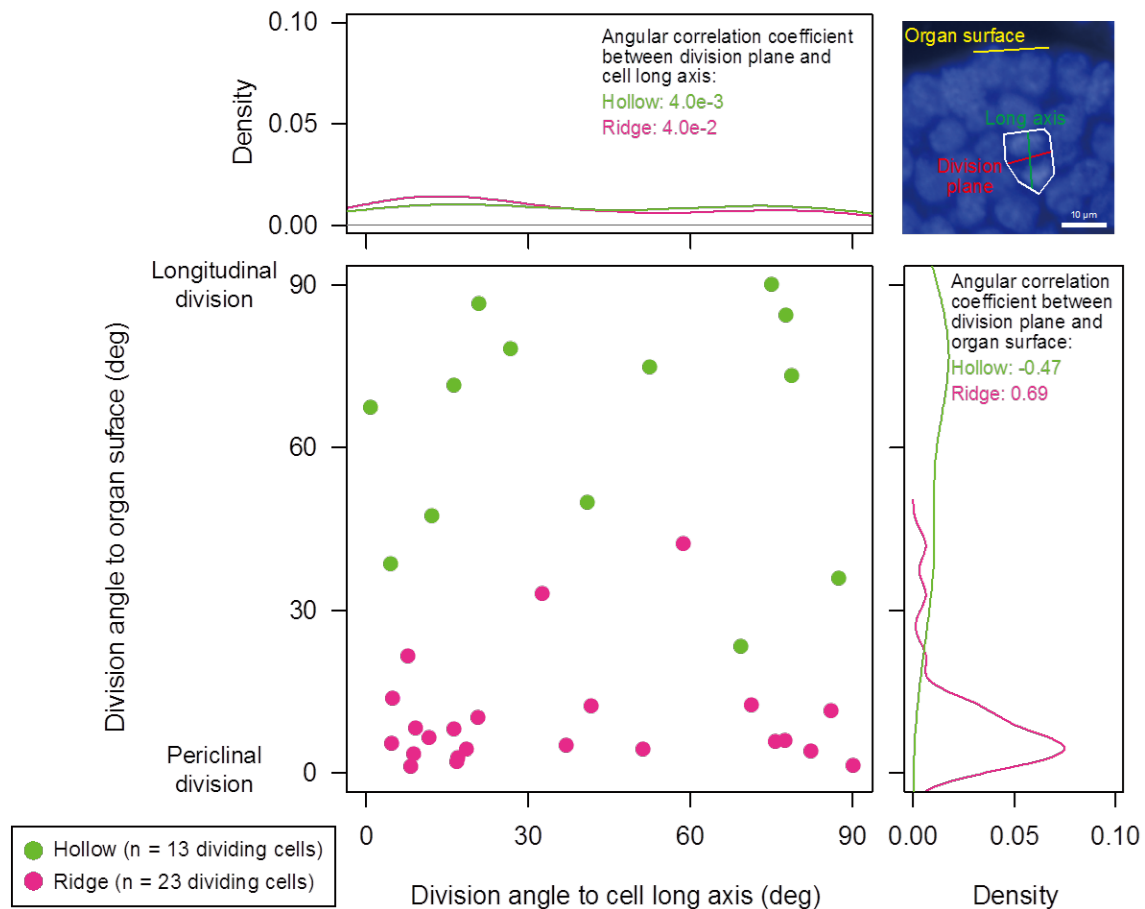 0.10
0.05
0.00
Density
Angular correlation coefficient
between division plane and
cell long axis:
Hollow: 4.0e-3
Ridge: 4.0e-2
Organ surface
Long axis
Division
plane
10 µm
Longitudinal
division
90
60
30
0
Periclinal
division
Division angle to organ suface (deg)
Angular correlation
coefficient between
division plane and
organ surface:
Hollow: -0.47
Ridge: 0.69
0
30
60
90
0.00
0.05
0.10
Hollow (n = 13 dividing cells)
Ridge (n = 23 dividing cells)
Division angle to cell long axis (deg)
Density